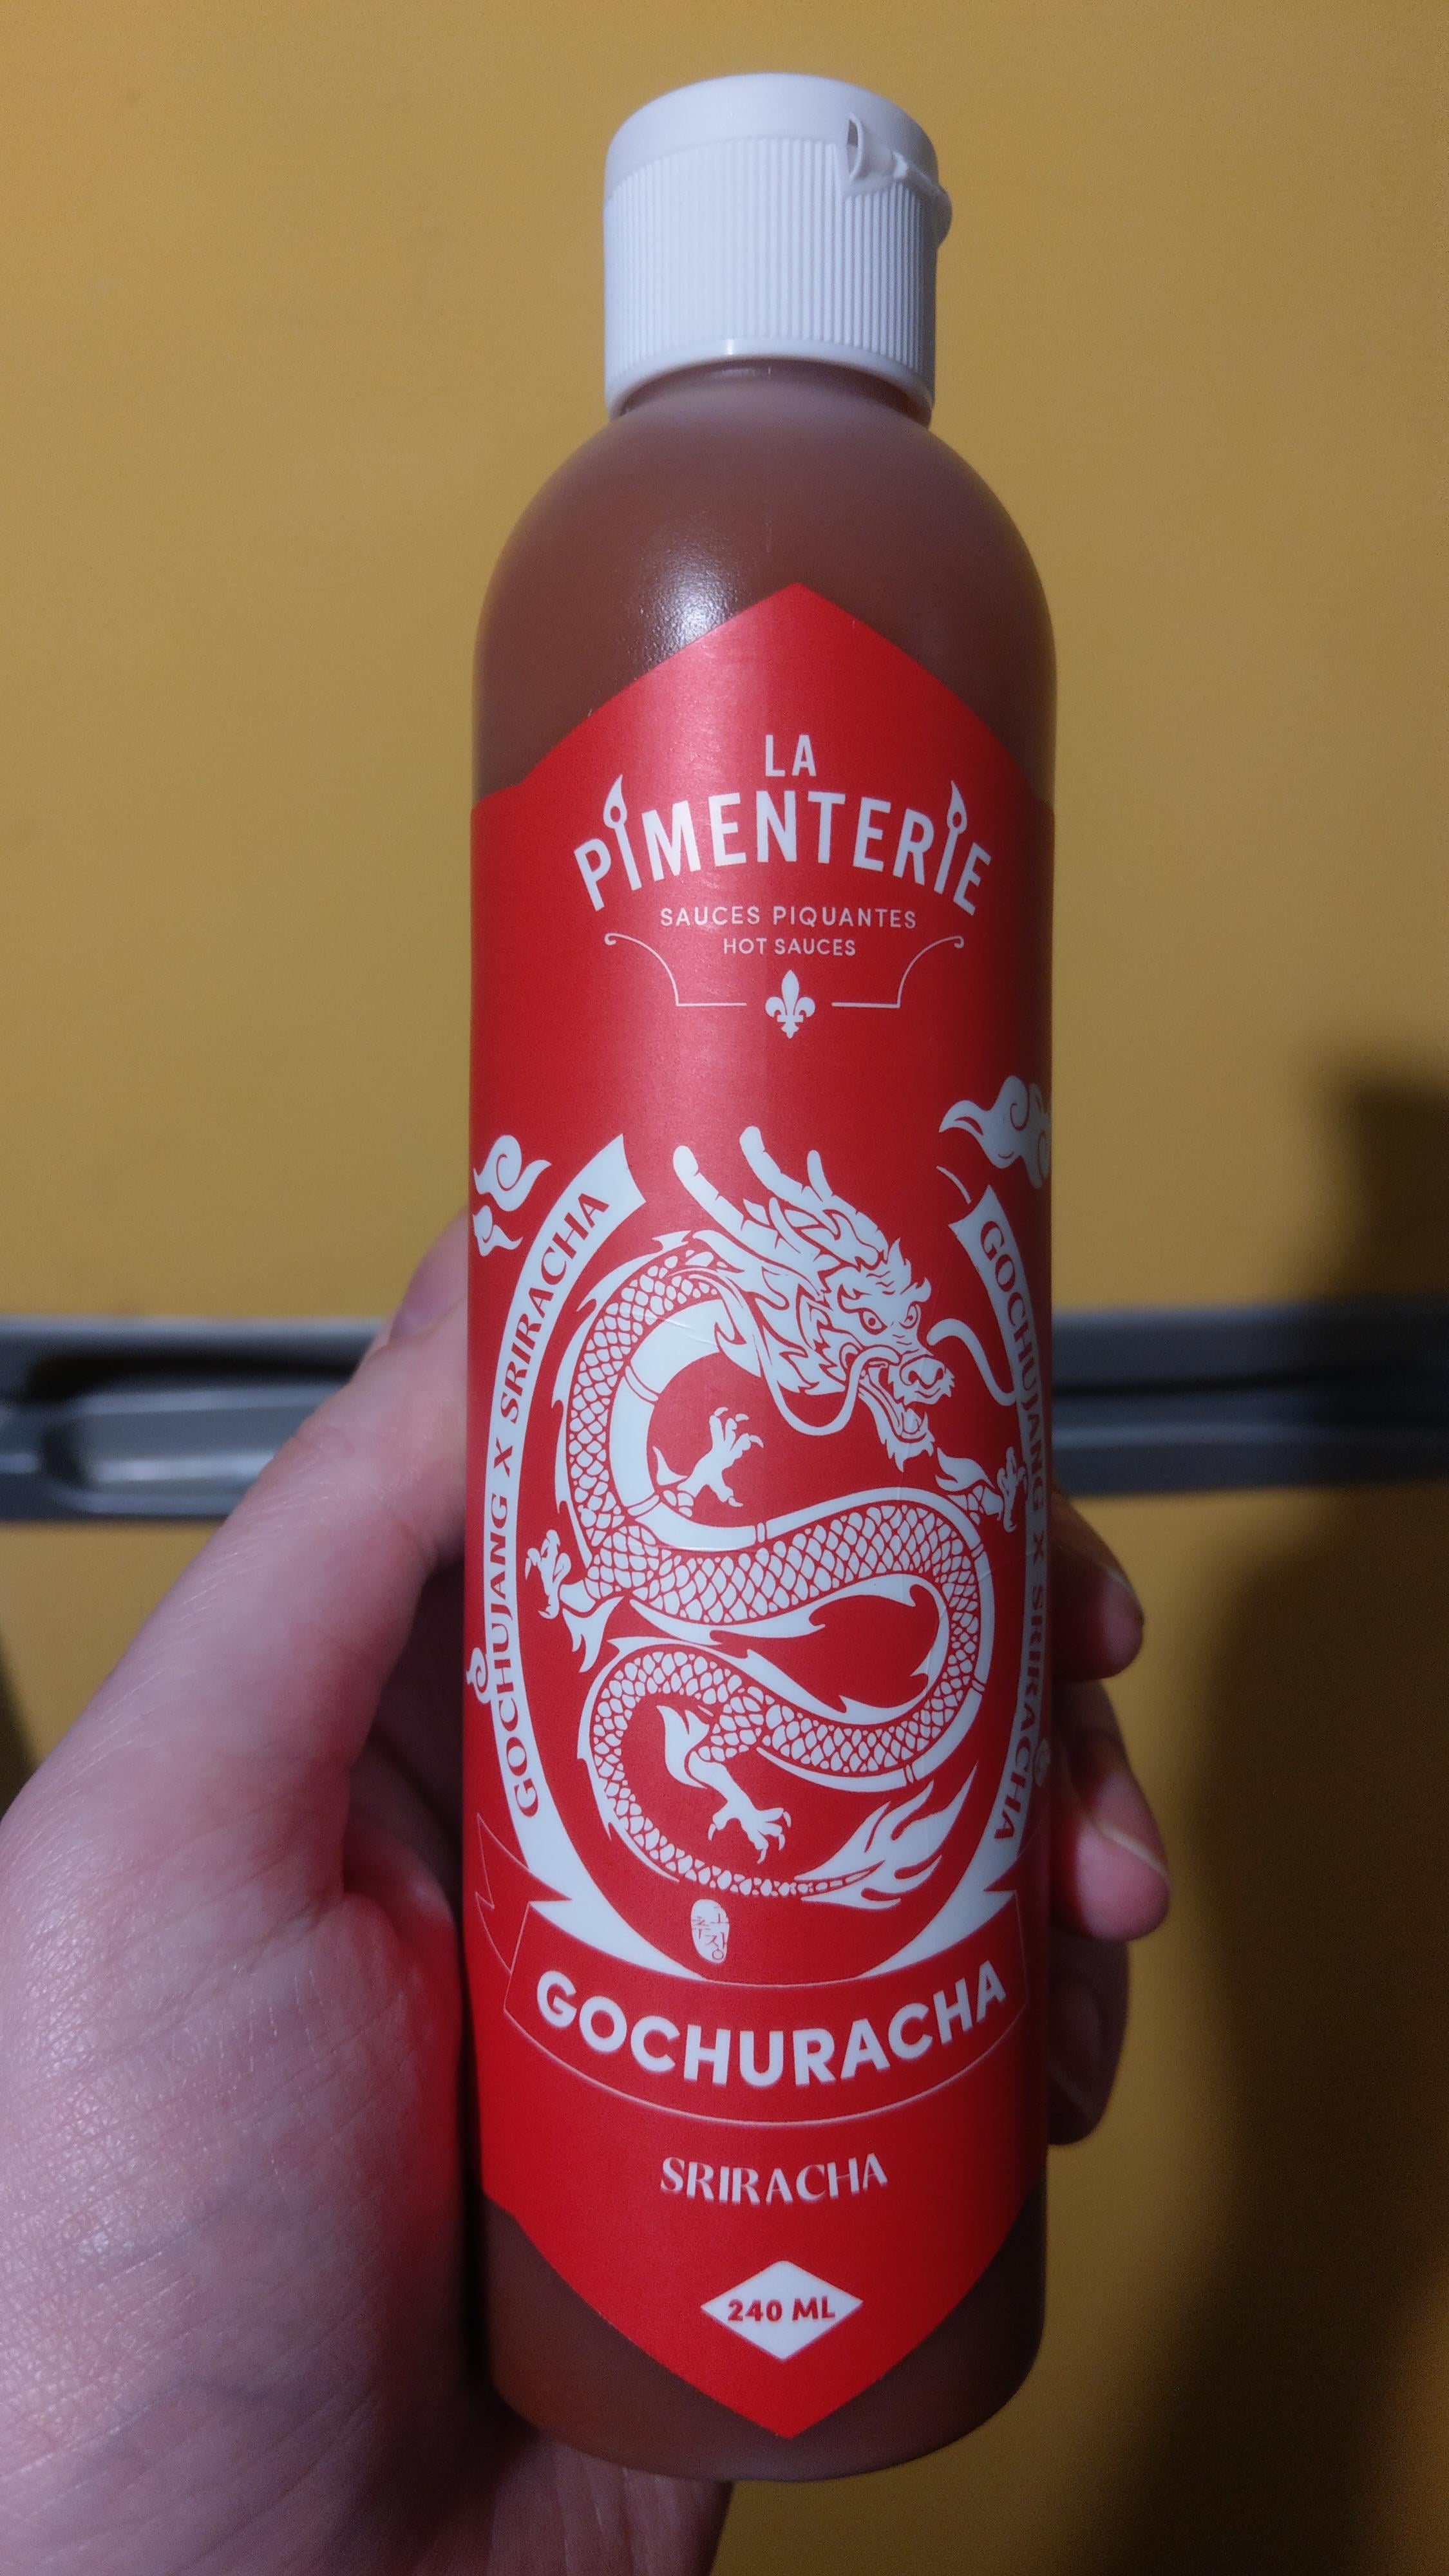 LA
PIMENTERIE
SAUCES PIQUANTES
HOT SAUCES
GOCHUJANG X SRIRACHA
GOCHUJANG X SRIRACHA
고
추
장
GOCHURACHA
SRIRACHA
240 ML